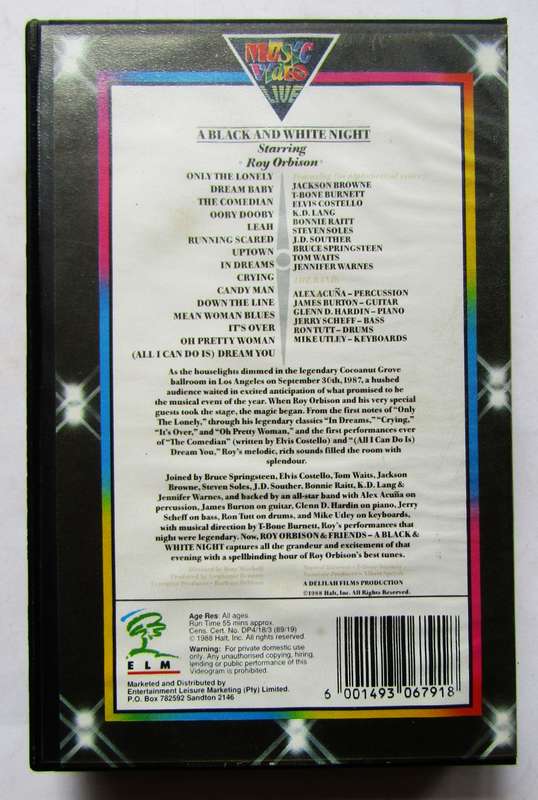 MUSIC
VIDEO
LIVE
A BLACK AND WHITE NIGHT
Starring
· Roy Orbison ·
ONLY THE LONELY
DREAM BABY
THE COMEDIAN
OOBY DOOBY
LEAH
RUNNING SCARED
UPTOWN
IN DREAMS
CRYING
CANDY MAN
DOWN THE LINE
MEAN WOMAN BLUES
IT'S OVER
OH PRETTY WOMAN
(ALL I CAN DO IS) DREAM YOU
JACKSON BROWNE
T-BONE BURNETT
ELVIS COSTELLO
K.D. LANG
BONNIE RAITT
STEVEN SOLES
J.D. SOUTHER
BRUCE SPRINGSTEEN
TOM WAITS
JENNIFER WARNES
ALEX ACUÑA – PERCUSSION
JAMES BURTON – GUITAR
GLENN D. HARDIN – PIANO
JERRY SCHEFF – BASS
RON TUTT – DRUMS
MIKE UTLEY – KEYBOARDS
As the houselights dimmed in the legendary Cocoanut Grove
ballroom in Los Angeles on September 30th, 1987, a hushed
audience waited in excited anticipation of what promised to be
the musical event of the year. When Roy Orbison and his very special
guests took the stage, the magic began. From the first notes of "Only
The Lonely," through his legendary classics "In Dreams," "Crying,"
"It's Over," and "Oh Pretty Woman," and the first performances ever
of "The Comedian" (written by Elvis Costello) and "(All I Can Do Is)
Dream You," Roy's melodic, rich sounds filled the room with
splendour.
Joined by Bruce Springsteen, Elvis Costello, Tom Waits, Jackson
Browne, Steven Soles, J.D. Souther, Bonnie Raitt, K.D. Lang &
Jennifer Warnes, and backed by an all-star band with Alex Acuña on
percussion, James Burton on guitar, Glenn D. Hardin on piano, Jerry
Scheff on bass, Ron Tutt on drums, and Mike Utley on keyboards,
with musical direction by T-Bone Burnett, Roy's performances that
night were legendary. Now, ROY ORBISON & FRIENDS – A BLACK &
WHITE NIGHT captures all the grandeur and excitement of that
evening with a spellbinding hour of Roy Orbison's best tunes.
A DELILAH FILMS PRODUCTION
©1988 Halt, Inc. All Rights Reserved.
ELM
Age Res: All ages.
Run Time 55 mins approx.
Cens. Cert. No. DP4/18/3 (89/19)
© 1988 Halt, Inc. All rights reserved.
Warning: For private domestic use
only. Any unauthorised copying, hiring,
lending or public performance of this
Videogram is prohibited.
Marketed and Distributed by
Entertainment Leisure Marketing (Pty) Limited.
P.O. Box 782592 Sandton 2146
6 001493 067918